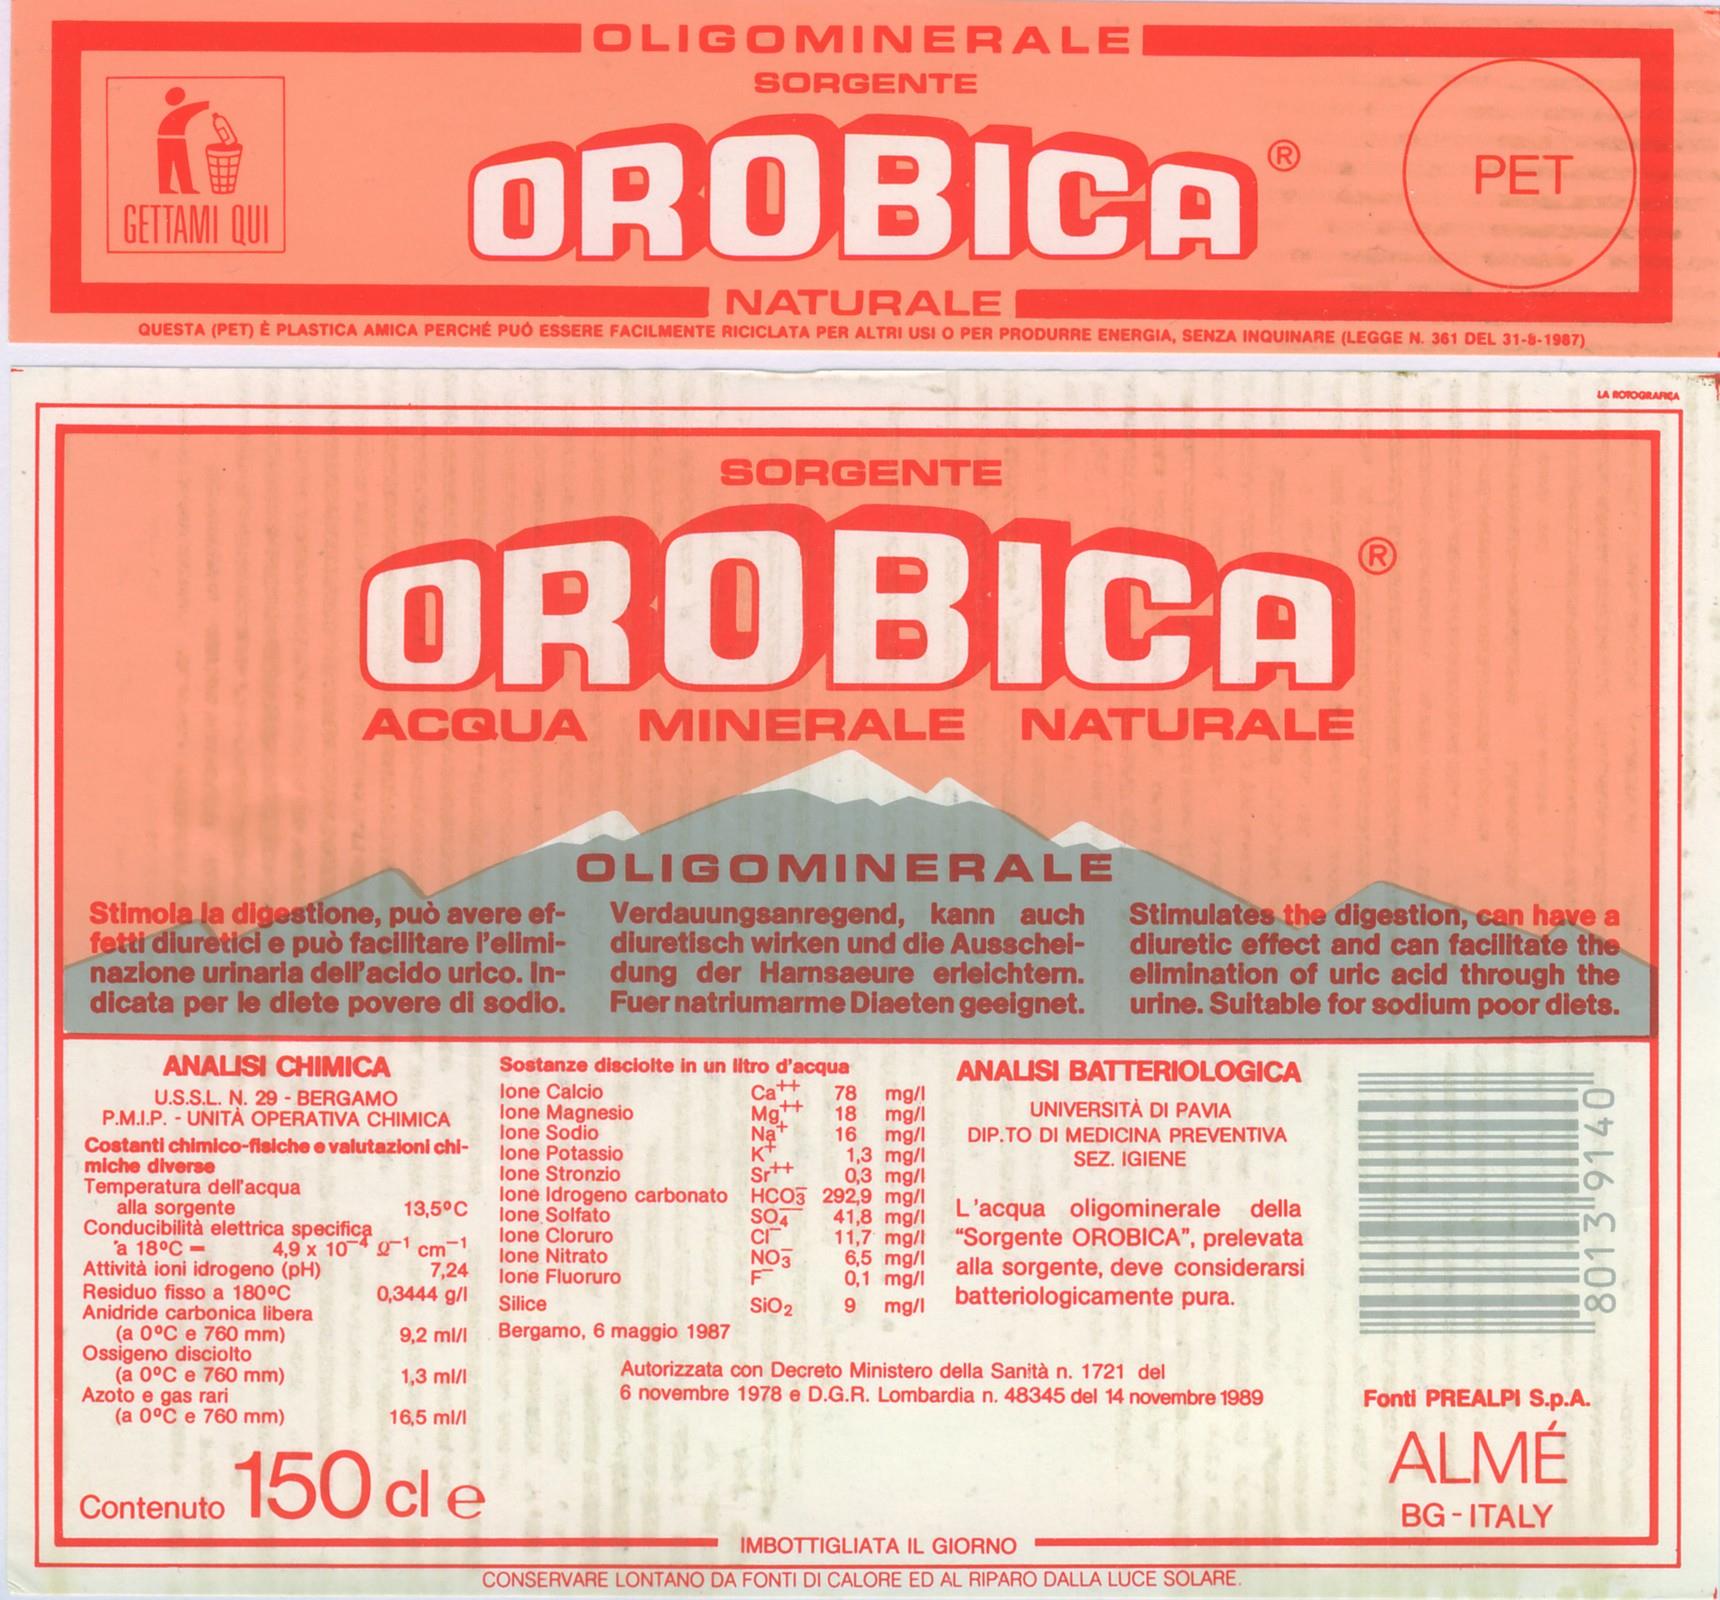 OLIGOMINERALE
SORGENTE
OROBICA ®
GETTAMI QUI
PET
NATURALE
QUESTA (PET) È PLASTICA AMICA PERCHÉ PUÓ ESSERE FACILMENTE RICICLATA PER ALTRI USI O PER PRODURRE ENERGIA, SENZA INQUINARE (LEGGE N. 361 DEL 31-8-1987)
LA ROTOGRAFICA
SORGENTE
OROBICA ®
ACQUA MINERALE NATURALE
OLIGOMINERALE
Stimola la digestione, può avere ef-
fetti diuretici e può facilitare l'elimi-
nazione urinaria dell'acido urico. In-
dicata per le diete povere di sodio.
Verdauungsanregend, kann auch
diuretisch wirken und die Ausschei-
dung der Harnsaeure erleichtern.
Fuer natriumarme Diaeten geeignet.
Stimulates the digestion, can have a
diuretic effect and can facilitate the
elimination of uric acid through the
urine. Suitable for sodium poor diets.
ANALISI CHIMICA
U.S.S.L. N. 29 - BERGAMO
P.M.I.P. - UNITÀ OPERATIVA CHIMICA
Costanti chimico-fisiche e valutazioni chi-
miche diverse
Temperatura dell'acqua
alla sorgente 13,5°C
Conducibilità elettrica specifica
a 18°C = 4,9 x 10⁻⁴ Ω⁻¹ cm⁻¹
Attività ioni idrogeno (pH) 7,24
Residuo fisso a 180°C 0,3444 g/l
Anidride carbonica libera
(a 0°C e 760 mm) 9,2 ml/l
Ossigeno disciolto
(a 0°C e 760 mm) 1,3 ml/l
Azoto e gas rari
(a 0°C e 760 mm) 16,5 ml/l
Contenuto 150 cl e
Sostanze disciolte in un litro d'acqua
Ione Calcio Ca⁺⁺ 78 mg/l
Ione Magnesio Mg⁺⁺ 18 mg/l
Ione Sodio Na⁺ 16 mg/l
Ione Potassio K⁺ 1,3 mg/l
Ione Stronzio Sr⁺⁺ 0,3 mg/l
Ione Idrogeno carbonato HCO₃⁻ 292,9 mg/l
Ione Solfato SO₄⁻⁻ 41,8 mg/l
Ione Cloruro Cl⁻ 11,7 mg/l
Ione Nitrato NO₃⁻ 6,5 mg/l
Ione Fluoruro F⁻ 0,1 mg/l
Silice SiO₂ 9 mg/l
Bergamo, 6 maggio 1987
ANALISI BATTERIOLOGICA
UNIVERSITÀ DI PAVIA
DIP.TO DI MEDICINA PREVENTIVA
SEZ. IGIENE
L'acqua oligominerale della
"Sorgente OROBICA", prelevata
alla sorgente, deve considerarsi
batteriologicamente pura.
Autorizzata con Decreto Ministero della Sanità n. 1721 del
6 novembre 1978 e D.G.R. Lombardia n. 48345 del 14 novembre 1989
80139140
Fonti PREALPI S.p.A.
ALMÉ
BG - ITALY
IMBOTTIGLIATA IL GIORNO
CONSERVARE LONTANO DA FONTI DI CALORE ED AL RIPARO DALLA LUCE SOLARE.